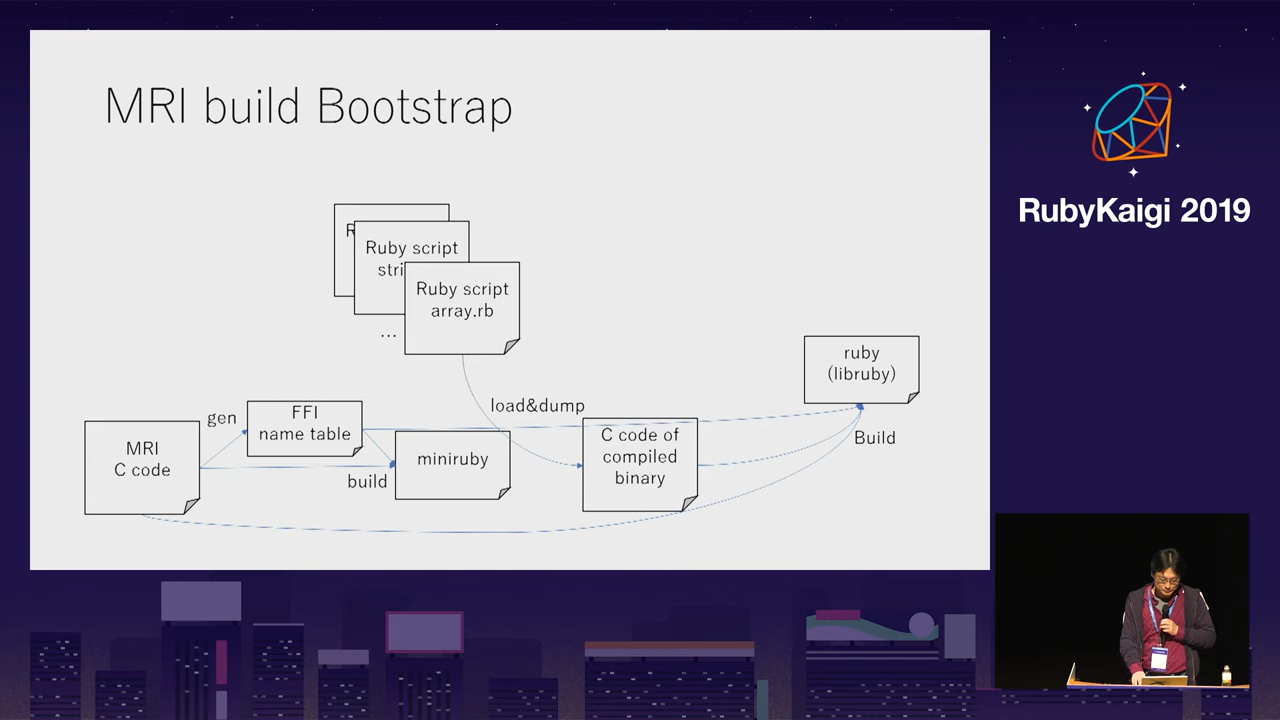 MRI build Bootstrap
R
Ruby script
stri
Ruby script
array.rb
...
ruby
(libruby)
load&dump
gen
FFI
name table
MRI
C code
miniruby
build
C code of
compiled
binary
Build
RubyKaigi 2019